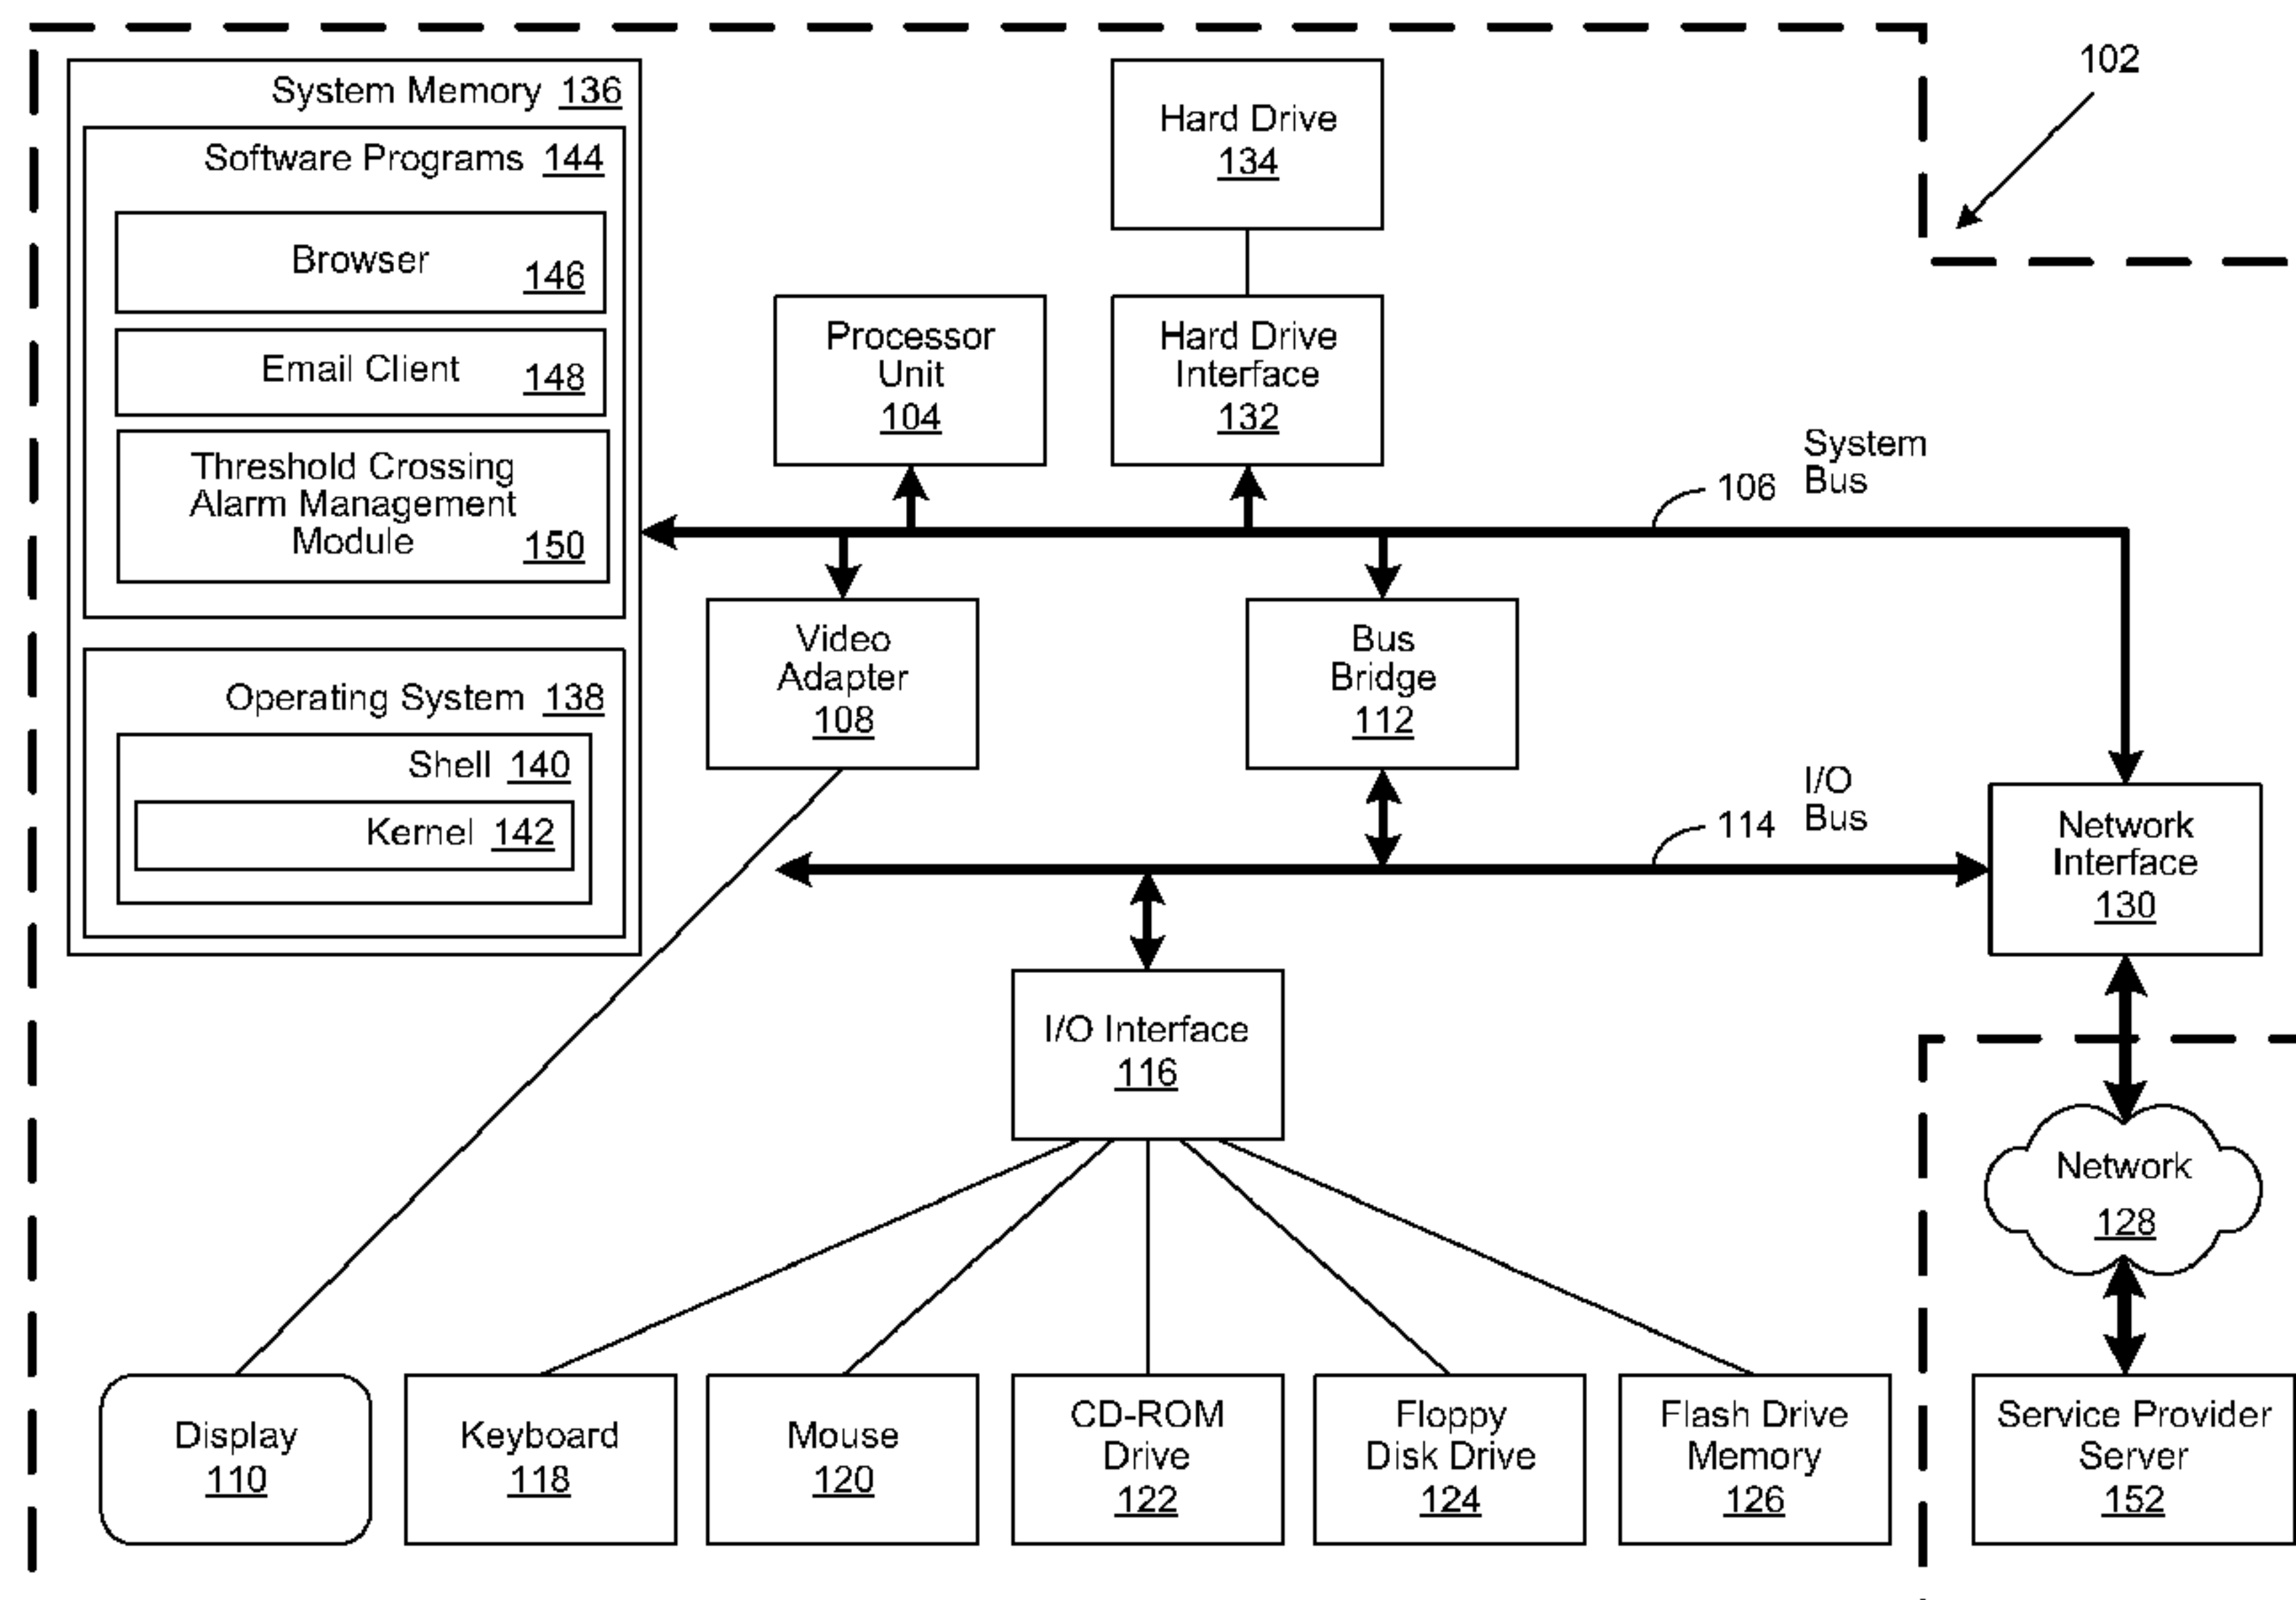 102
System Memory 136
Software Programs 144
Browser 146
Email Client 148
Threshold Crossing
Alarm Management
Module 150
Operating System 138
Shell 140
Kernel 142
Hard Drive
134
Processor
Unit
104
Hard Drive
Interface
132
106 System
Bus
Video
Adapter
108
Bus
Bridge
112
114 I/O
Bus
Network
Interface
130
I/O Interface
116
Network
128
Display
110
Keyboard
118
Mouse
120
CD-ROM
Drive
122
Floppy
Disk Drive
124
Flash Drive
Memory
126
Service Provider
Server
152